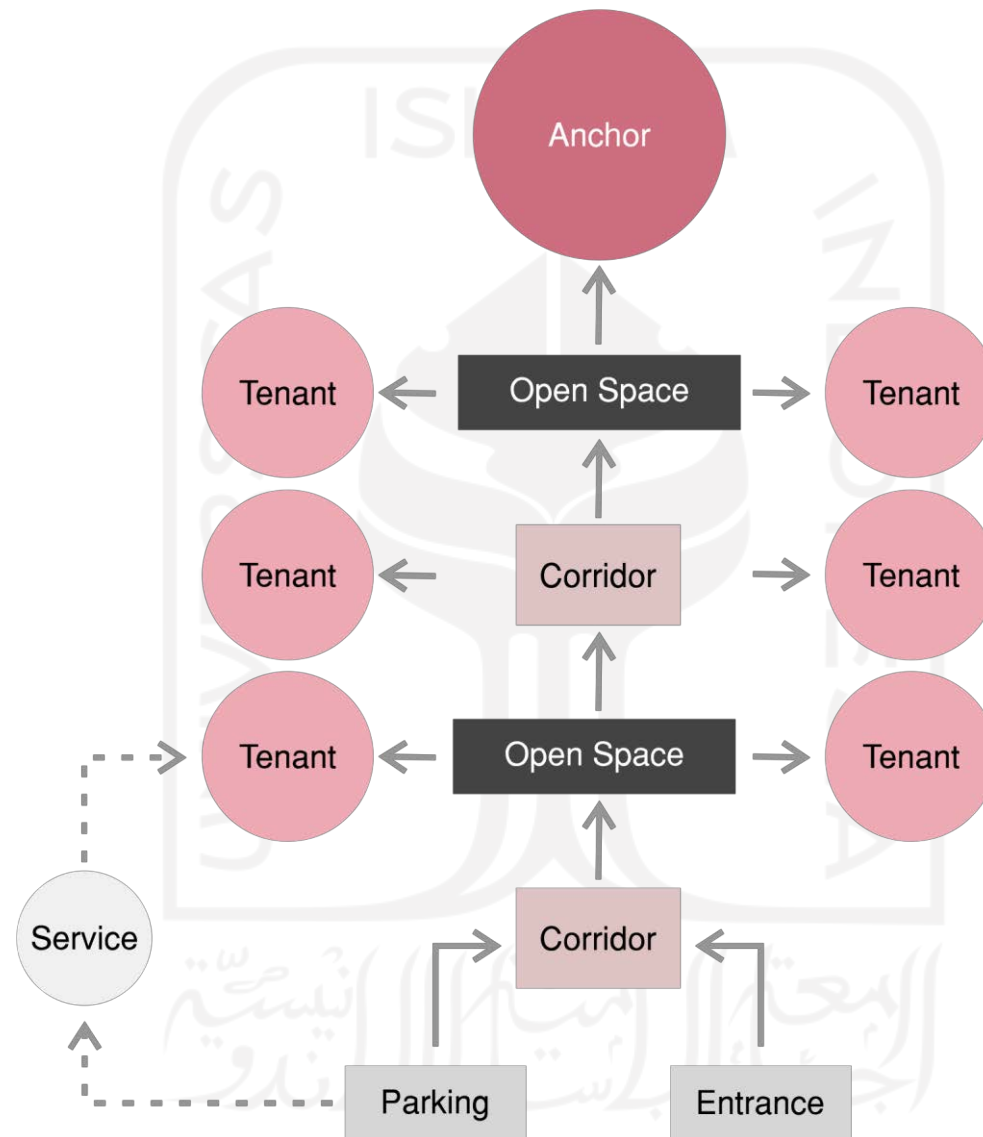 Anchor
Tenant
Open Space
Tenant
Tenant
Corridor
Tenant
Tenant
Open Space
Tenant
Service
Corridor
Parking
Entrance